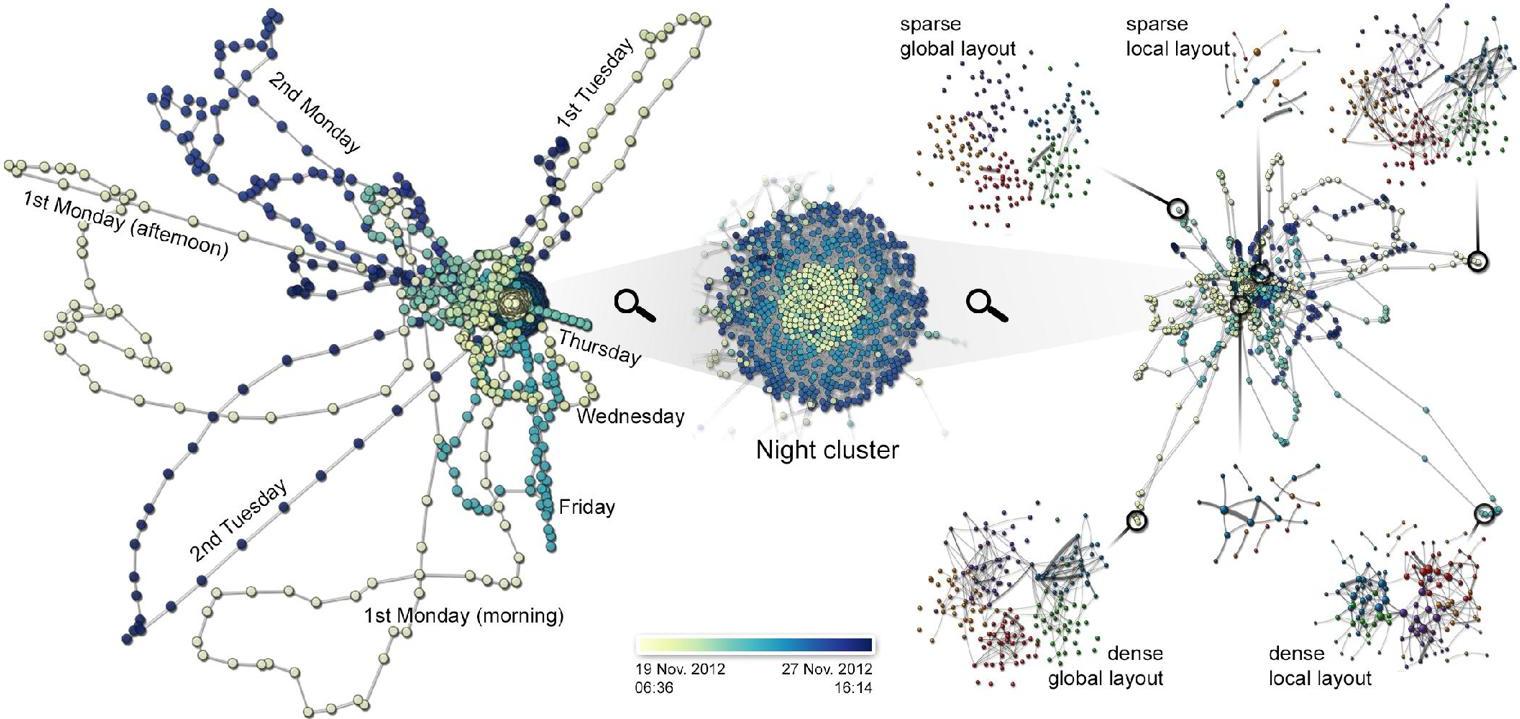 sparse
global layout
sparse
local layout
2nd Monday
1st Tuesday
1st Monday (afternoon)
Thursday
Wednesday
Night cluster
2nd Tuesday
Friday
1st Monday (morning)
19 Nov. 2012
06:36
27 Nov. 2012
16:14
dense
global layout
dense
local layout